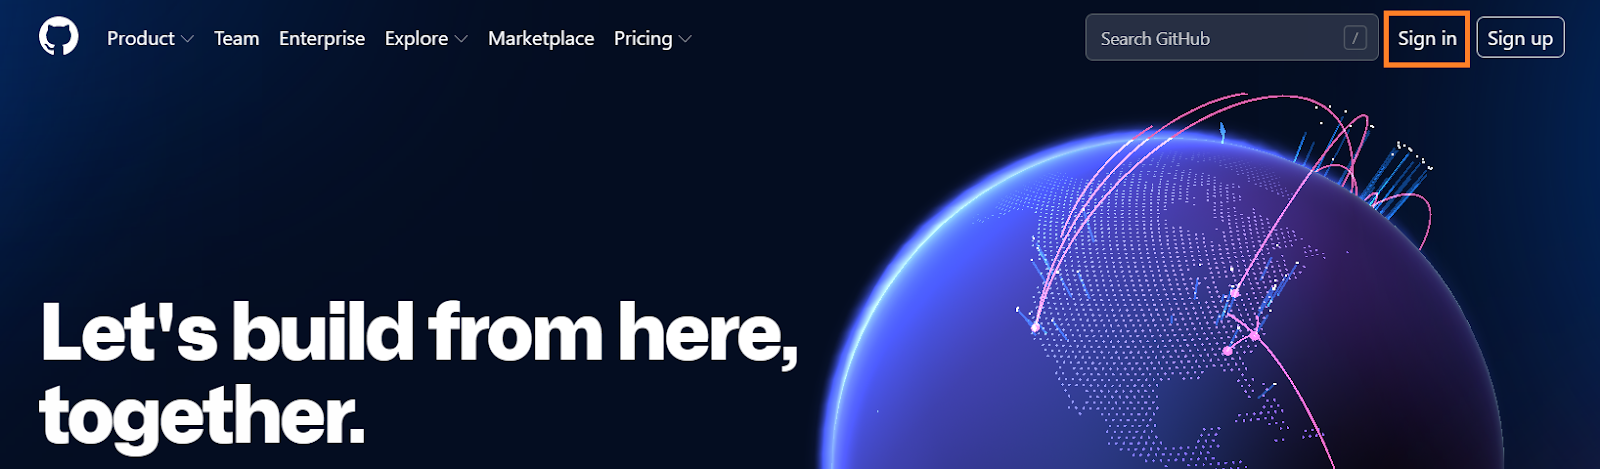 Product Team Enterprise Explore Marketplace Pricing Search GitHub / Sign in Sign up
Let's build from here,
together.